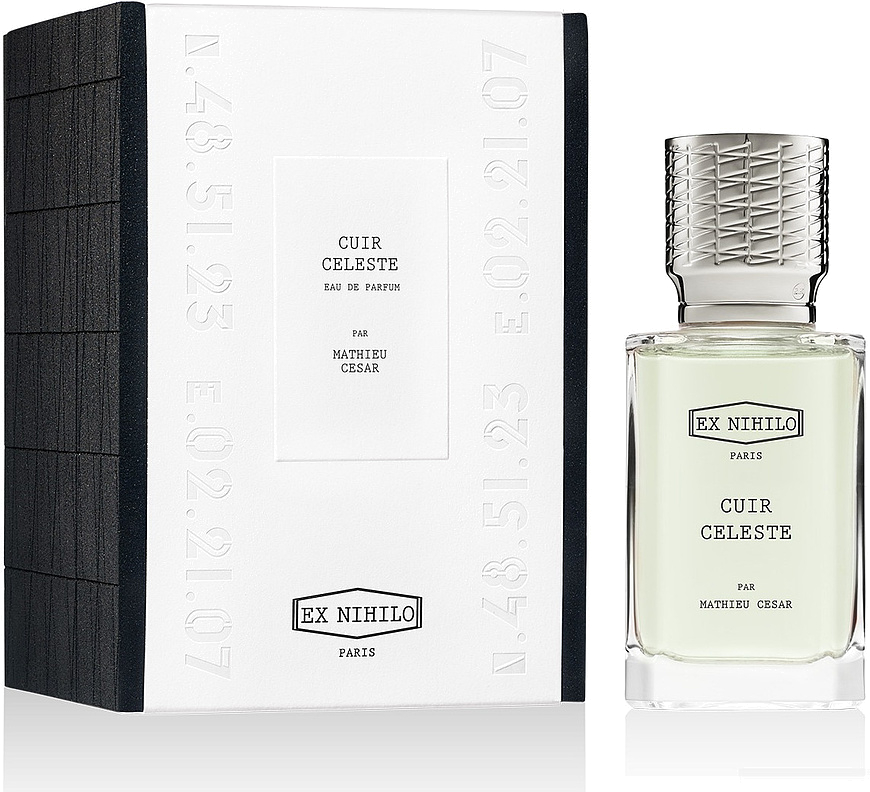 N.48.51.23 E.02.21.07
CUIR
CELESTE
EAU DE PARFUM
PAR
MATHIEU
CESAR
EX NIHILO
PARIS
N.48.51.23 E.02.21.07
EX NIHILO
PARIS
CUIR
CELESTE
PAR
MATHIEU CESAR